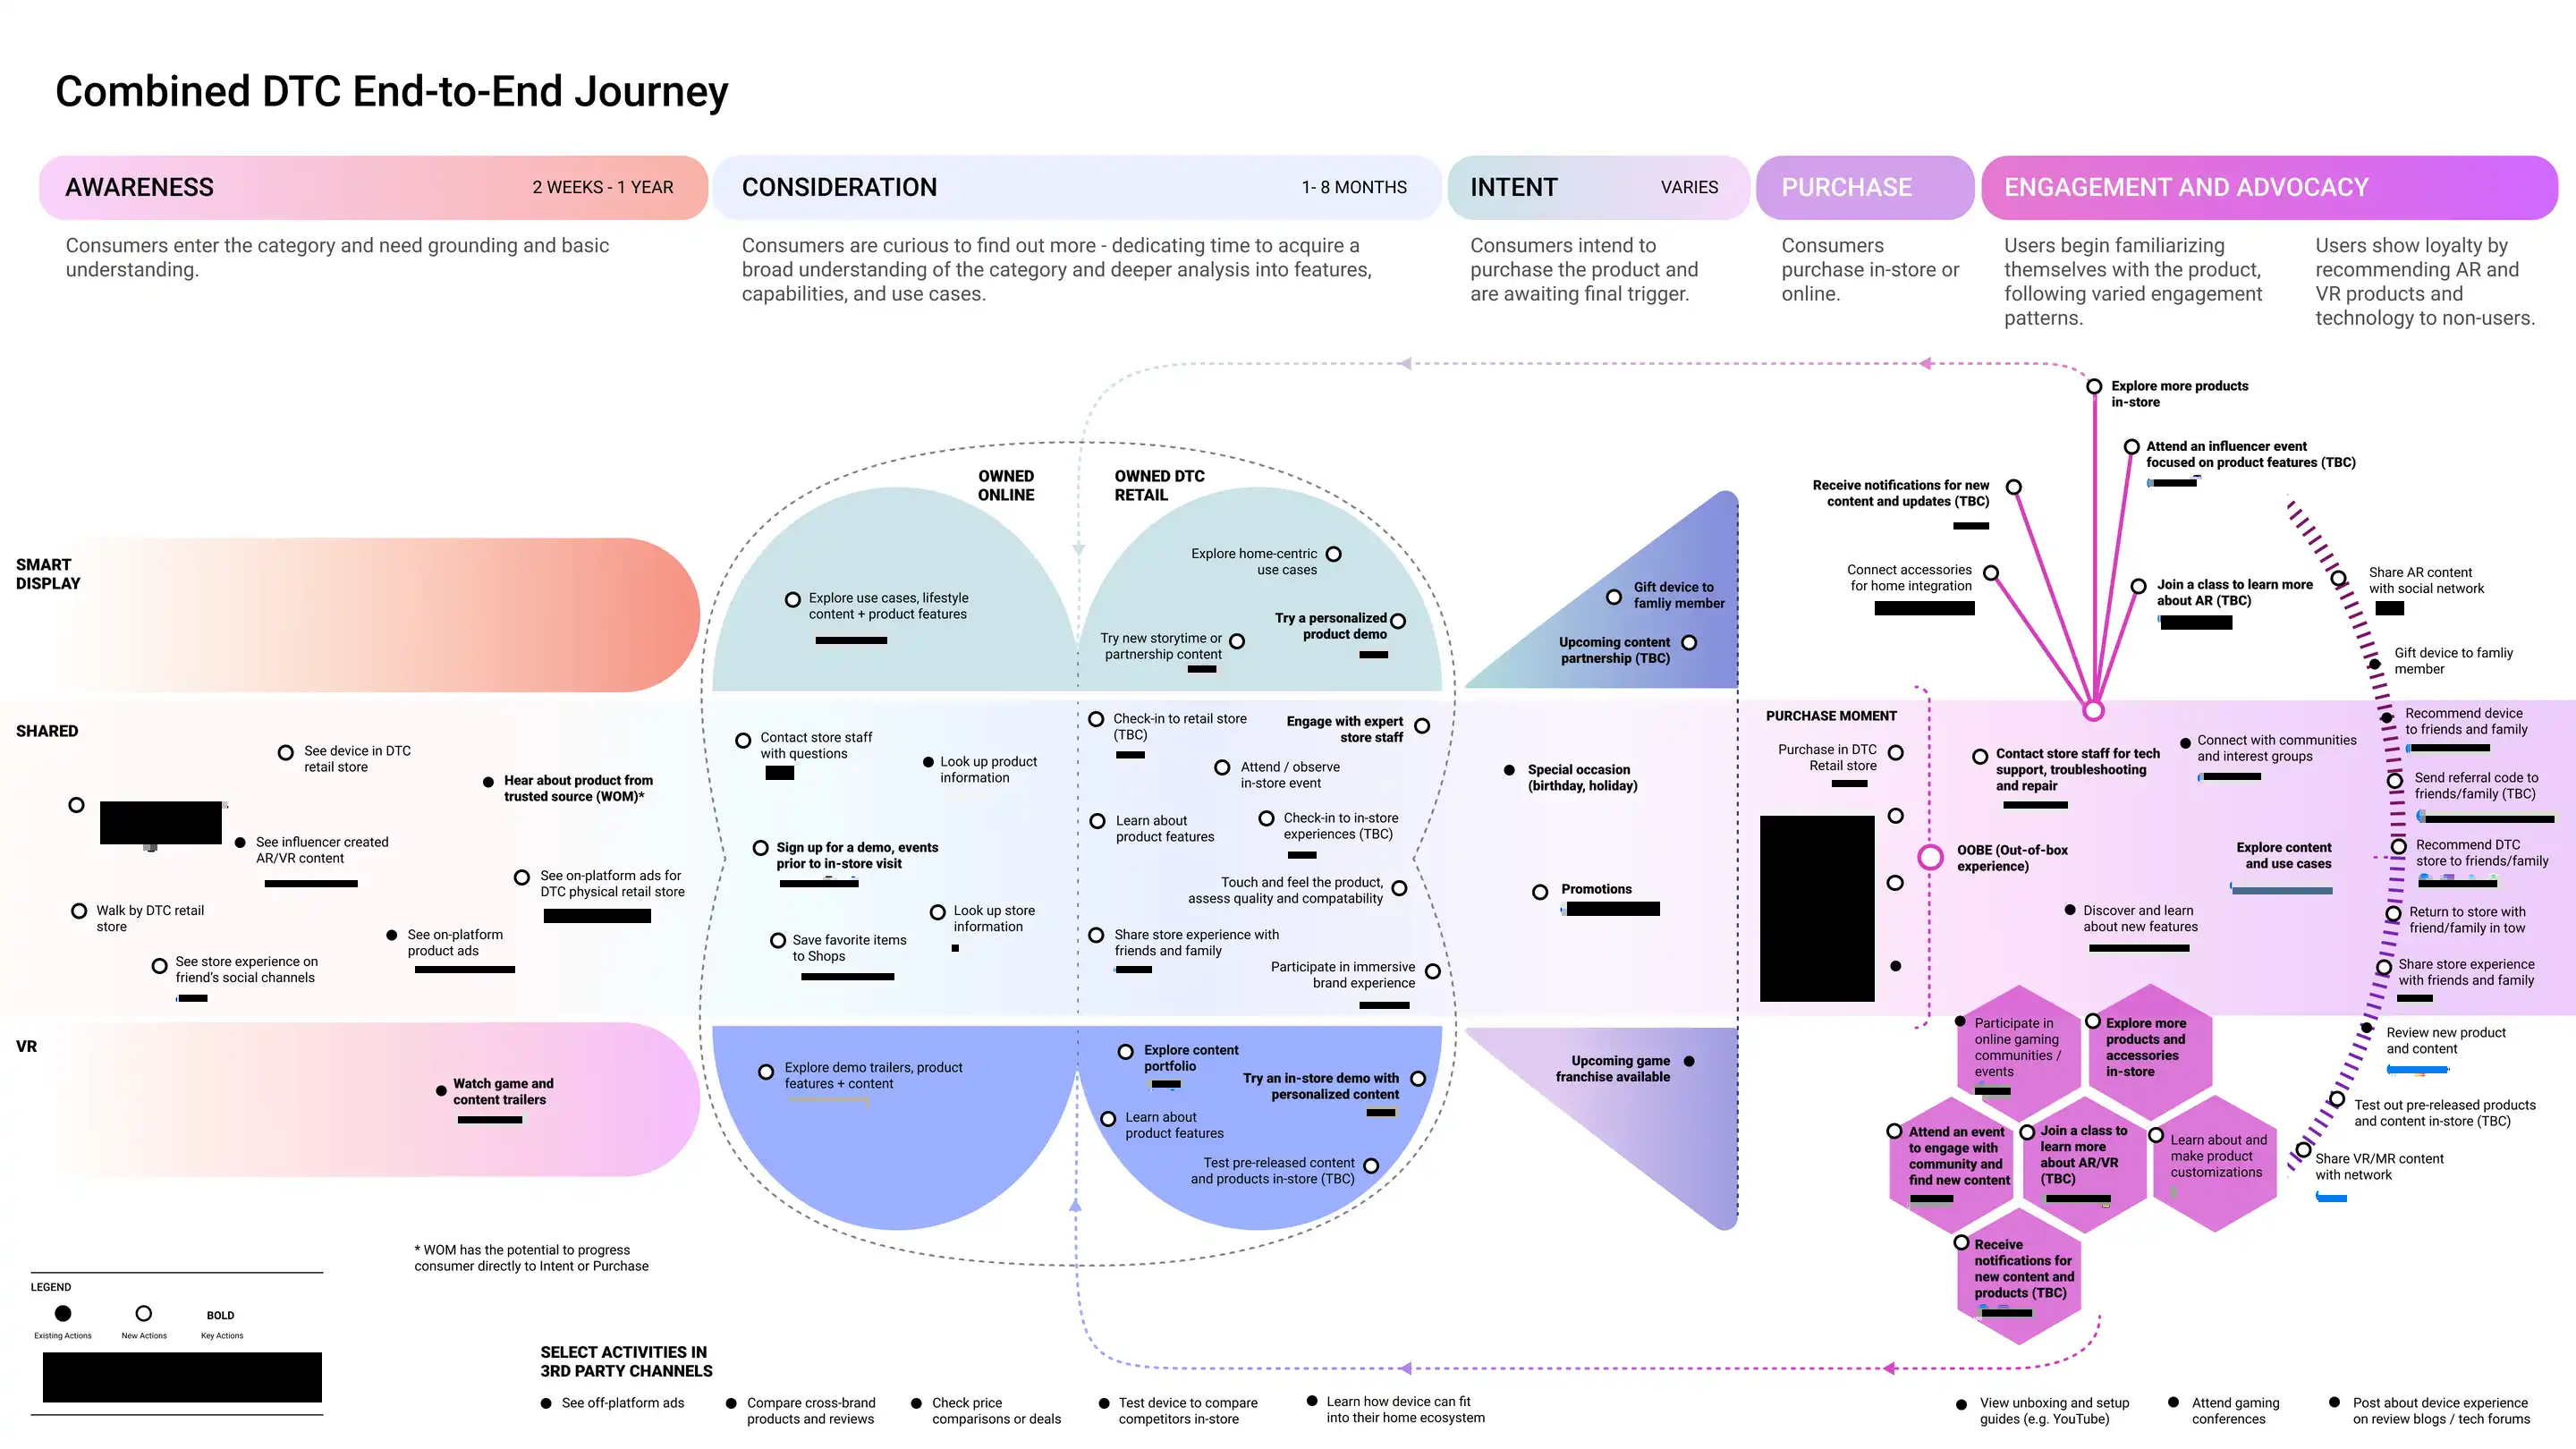 Combined DTC End-to-End Journey
AWARENESS
2 WEEKS - 1 YEAR
Consumers enter the category and need grounding and basic
understanding.
CONSIDERATION
1- 8 MONTHS
Consumers are curious to find out more - dedicating time to acquire a
broad understanding of the category and deeper analysis into features,
capabilities, and use cases.
INTENT
VARIES
Consumers intend to
purchase the product and
are awaiting final trigger.
PURCHASE
Consumers
purchase in-store or
online.
ENGAGEMENT AND ADVOCACY
Users begin familiarizing
themselves with the product,
following varied engagement
patterns.
Users show loyalty by
recommending AR and
VR products and
technology to non-users.
SMART
DISPLAY
OWNED
ONLINE
OWNED DTC
RETAIL
Explore use cases, lifestyle
content + product features
Explore home-centric
use cases
Try a personalized
product demo
Try new storytime or
partnership content
Gift device to
famliy member
Upcoming content
partnership (TBC)
Explore more products
in-store
Attend an influencer event
focused on product features (TBC)
Receive notifications for new
content and updates (TBC)
Connect accessories
for home integration
Join a class to learn more
about AR (TBC)
Share AR content
with social network
Gift device to famliy
member
SHARED
See device in DTC
retail store
Hear about product from
trusted source (WOM)*
See influencer created
AR/VR content
See on-platform ads for
DTC physical retail store
Walk by DTC retail
store
See on-platform
product ads
See store experience on
friend's social channels
Contact store staff
with questions
Look up product
information
Sign up for a demo, events
prior to in-store visit
Look up store
information
Save favorite items
to Shops
Check-in to retail store
(TBC)
Engage with expert
store staff
Attend / observe
in-store event
Learn about
product features
Check-in to in-store
experiences (TBC)
Touch and feel the product,
assess quality and compatability
Share store experience with
friends and family
Participate in immersive
brand experience
Special occasion
(birthday, holiday)
Promotions
PURCHASE MOMENT
Purchase in DTC
Retail store
OOBE (Out-of-box
experience)
Contact store staff for tech
support, troubleshooting
and repair
Connect with communities
and interest groups
Explore content
and use cases
Discover and learn
about new features
Recommend device
to friends and family
Send referral code to
friends/family (TBC)
Recommend DTC
store to friends/family
Return to store with
friend/family in tow
Share store experience
with friends and family
VR
Watch game and
content trailers
Explore demo trailers, product
features + content
Explore content
portfolio
Try an in-store demo with
personalized content
Learn about
product features
Test pre-released content
and products in-store (TBC)
Upcoming game
franchise available
Participate in
online gaming
communities /
events
Explore more
products and
accessories
in-store
Attend an event
to engage with
community and
find new content
Join a class to
learn more
about AR/VR
(TBC)
Learn about and
make product
customizations
Receive
notifications for
new content and
products (TBC)
Review new product
and content
Test out pre-released products
and content in-store (TBC)
Share VR/MR content
with network
* WOM has the potential to progress
consumer directly to Intent or Purchase
LEGEND
BOLD
Existing Actions
New Actions
Key Actions
SELECT ACTIVITIES IN
3RD PARTY CHANNELS
See off-platform ads
Compare cross-brand
products and reviews
Check price
comparisons or deals
Test device to compare
competitors in-store
Learn how device can fit
into their home ecosystem
View unboxing and setup
guides (e.g. YouTube)
Attend gaming
conferences
Post about device experience
on review blogs / tech forums